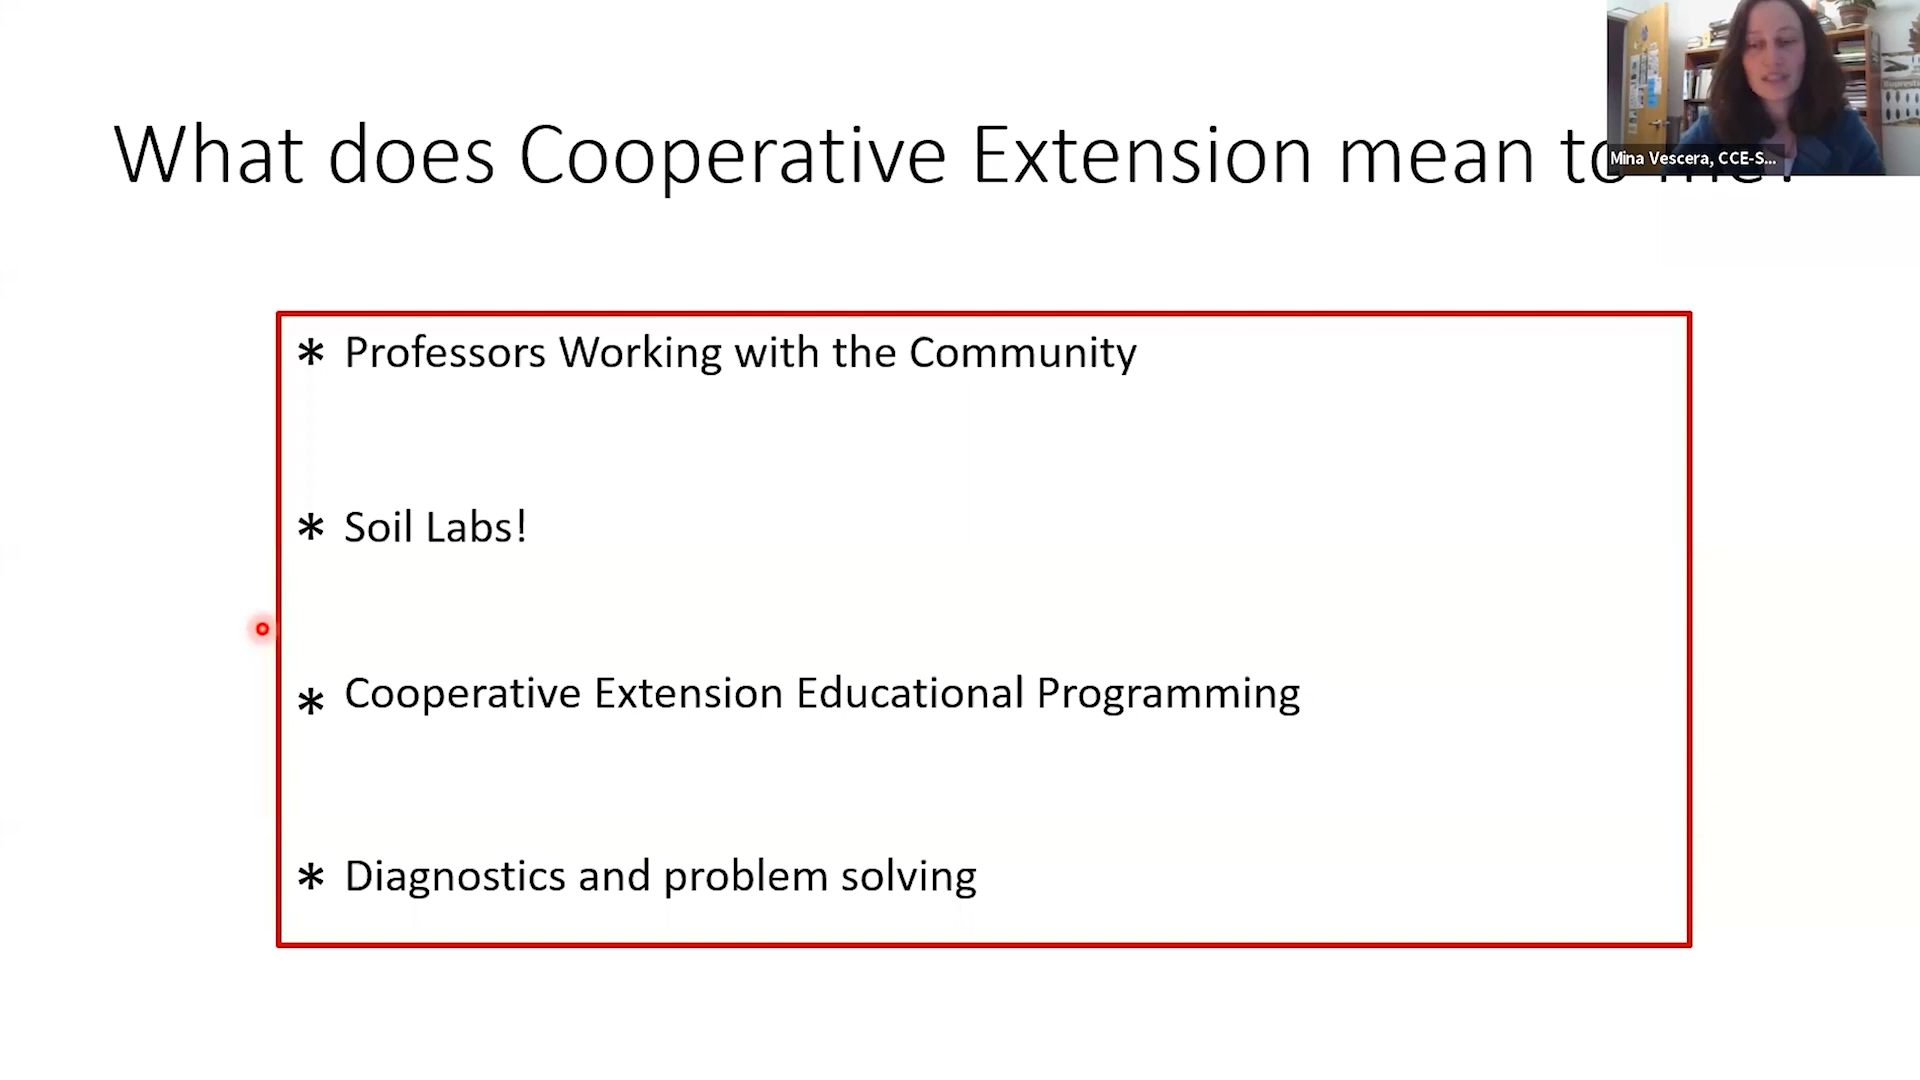 What does Cooperative Extension mean to
Mina Vescera, CCE-S...
* Professors Working with the Community
* Soil Labs!
* Cooperative Extension Educational Programming
* Diagnostics and problem solving